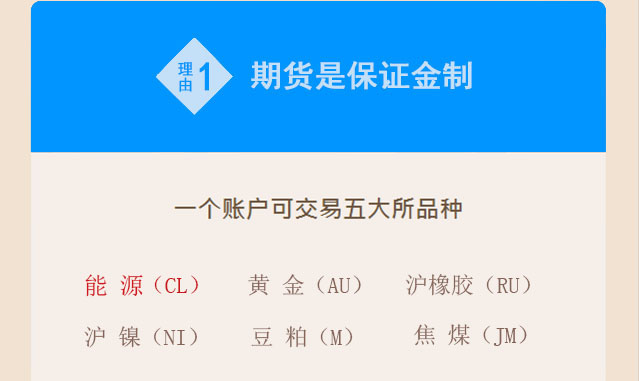 理由1 期货是保证金制
一个账户可交易五大所品种
能 源（CL） 黄 金（AU） 沪橡胶（RU）
沪 镍（NI） 豆 粕（M） 焦 煤（JM）